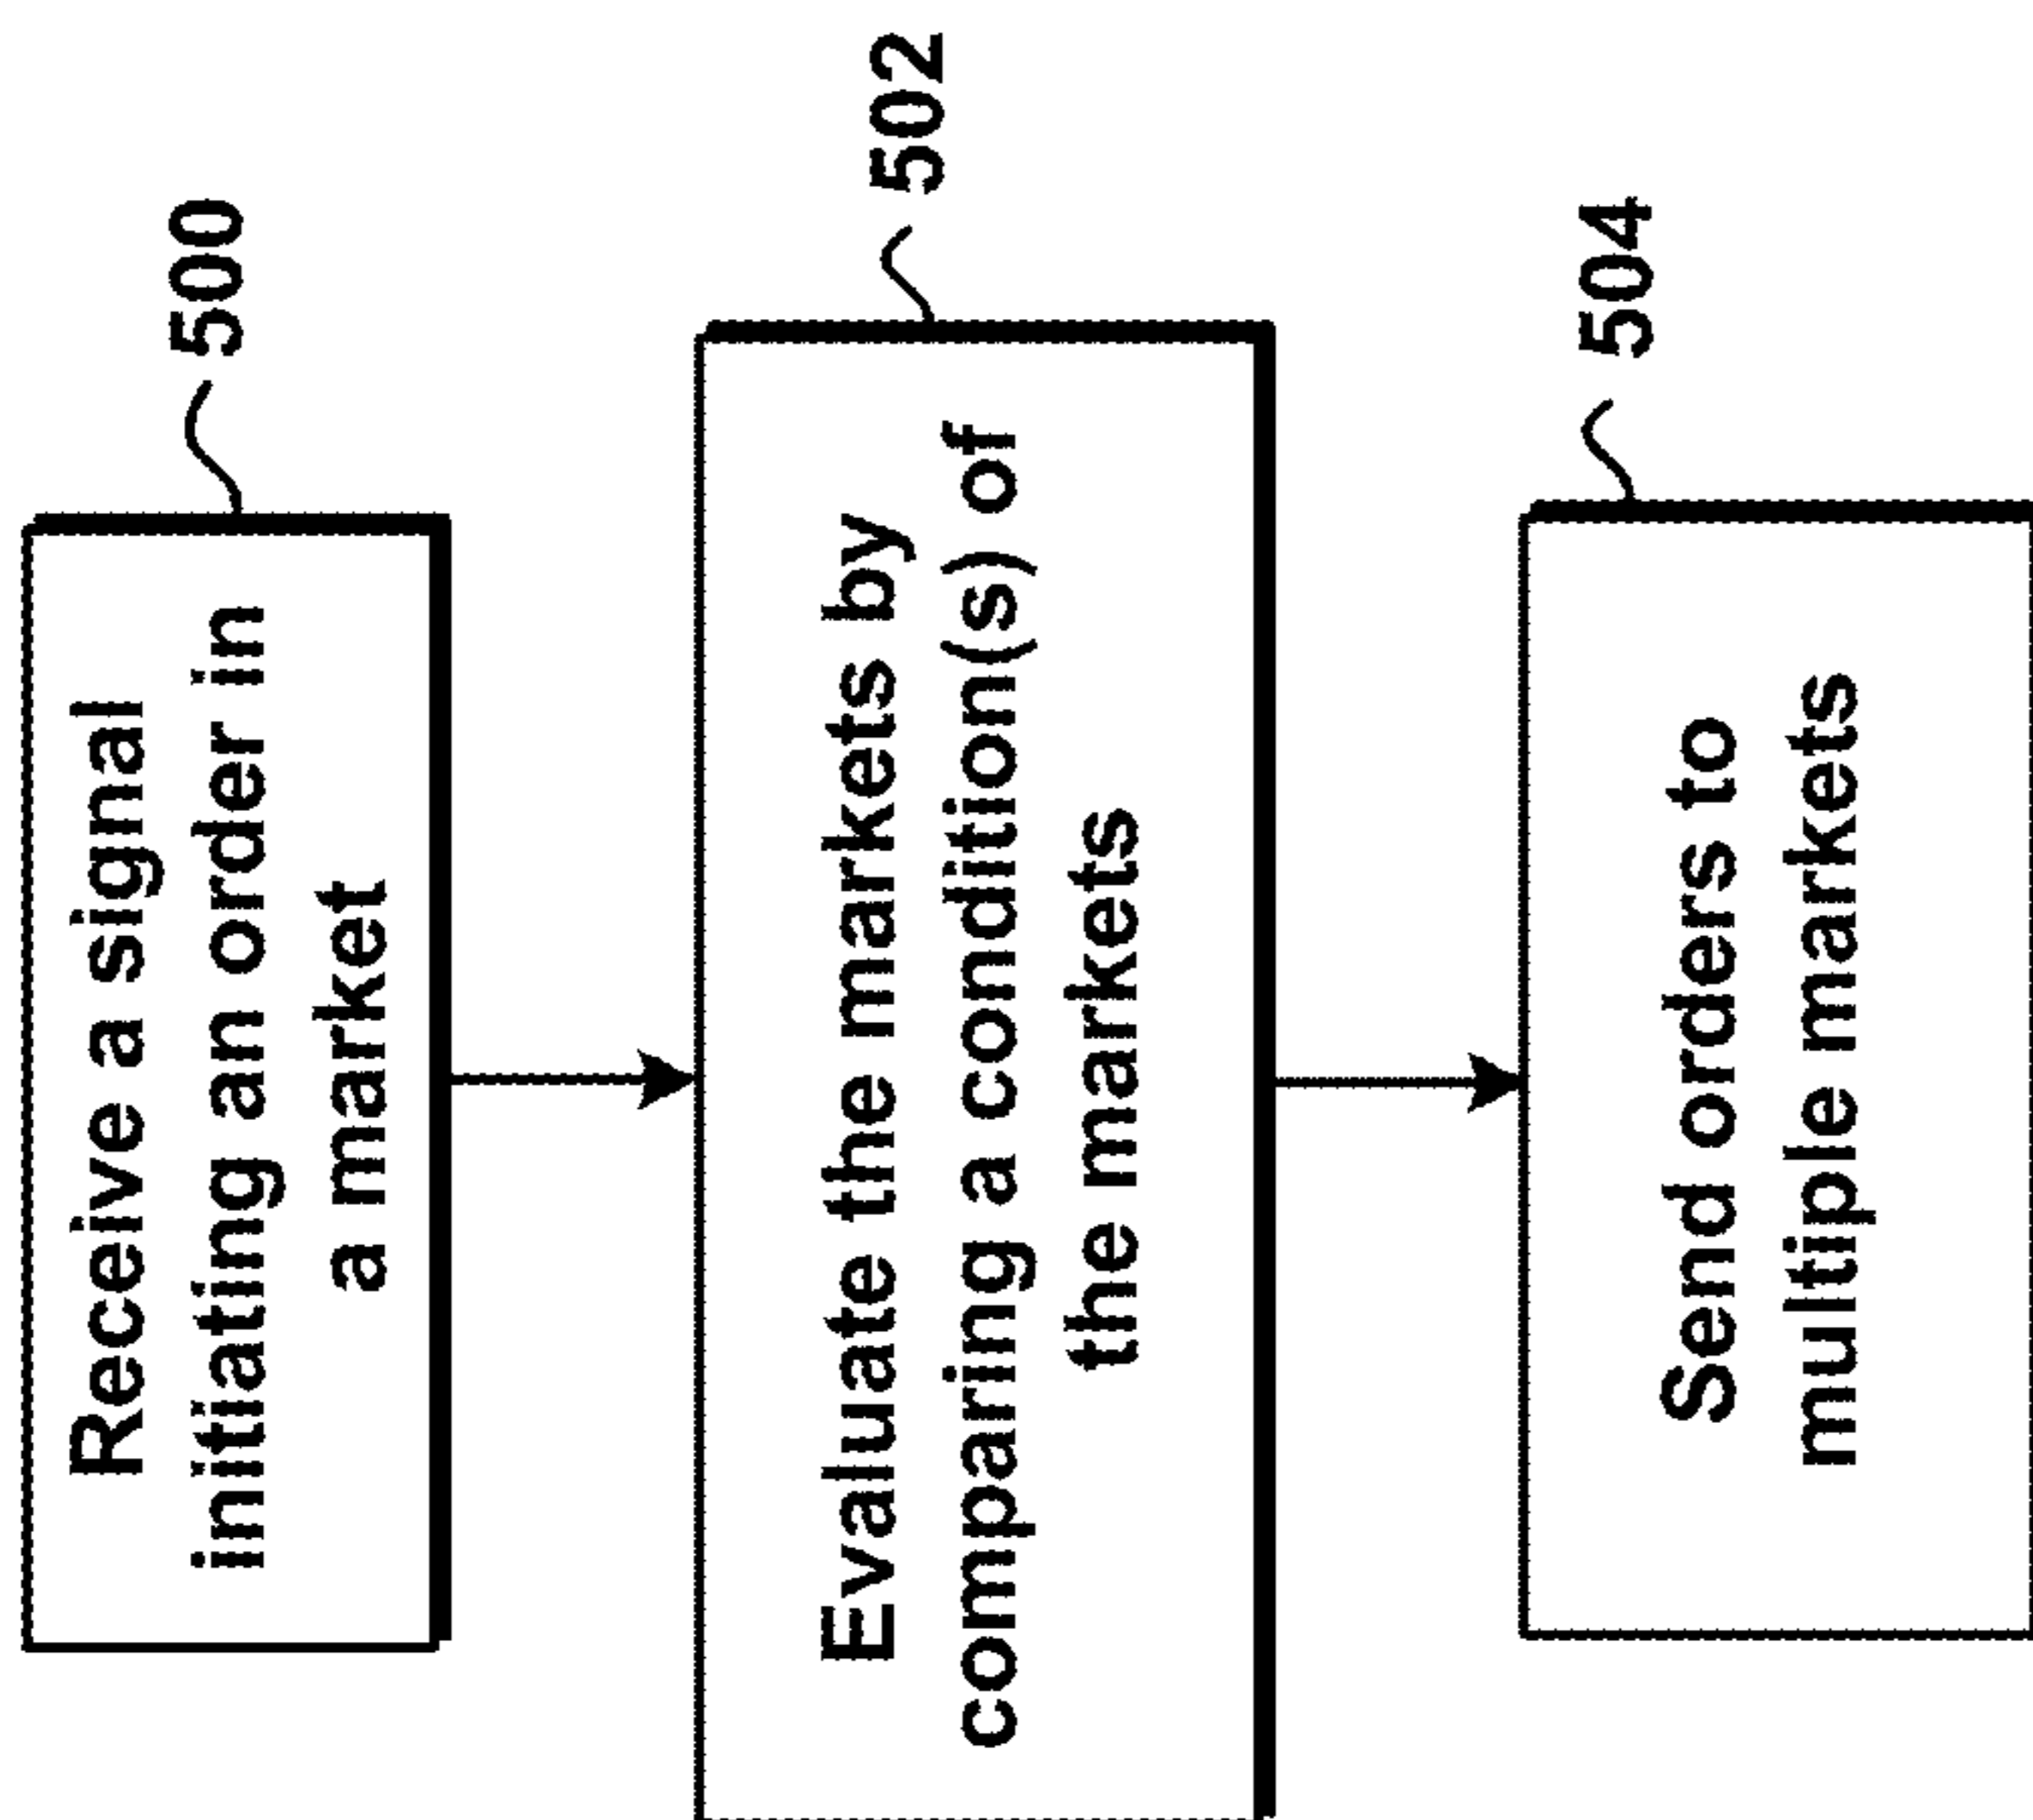 Receive a signal
initiating an order in
a market
500
Evaluate the markets by
comparing a condition(s) of
the markets
502
Send orders to
multiple markets
504